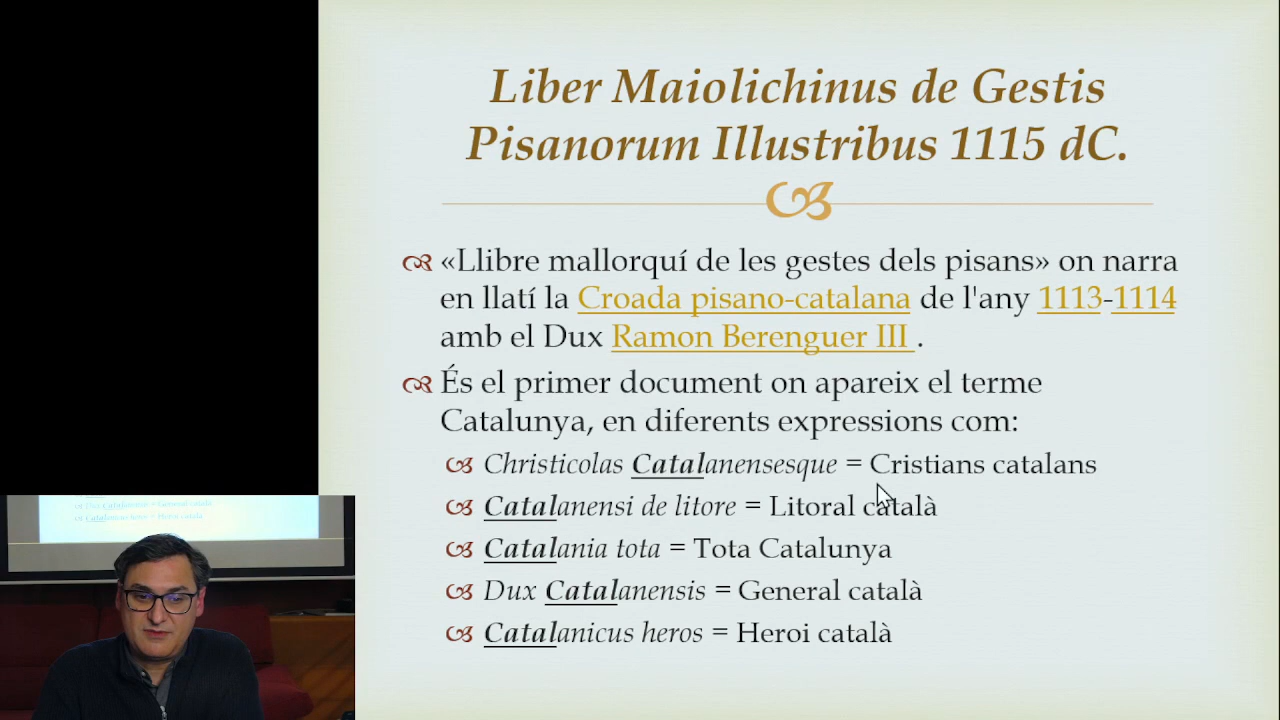 Liber Maiolichinus de Gestis
Pisanorum Illustribus 1115 dC.
«Llibre mallorquí de les gestes dels pisans» on narra
en llatí la Croada pisano-catalana de l'any 1113-1114
amb el Dux Ramon Berenguer III .
És el primer document on apareix el terme
Catalunya, en diferents expressions com:
Christicolas Catalanensesque = Cristians catalans
Catalanensi de litore = Litoral català
Catalania tota = Tota Catalunya
Dux Catalanensis = General català
Catalanicus heros = Heroi català